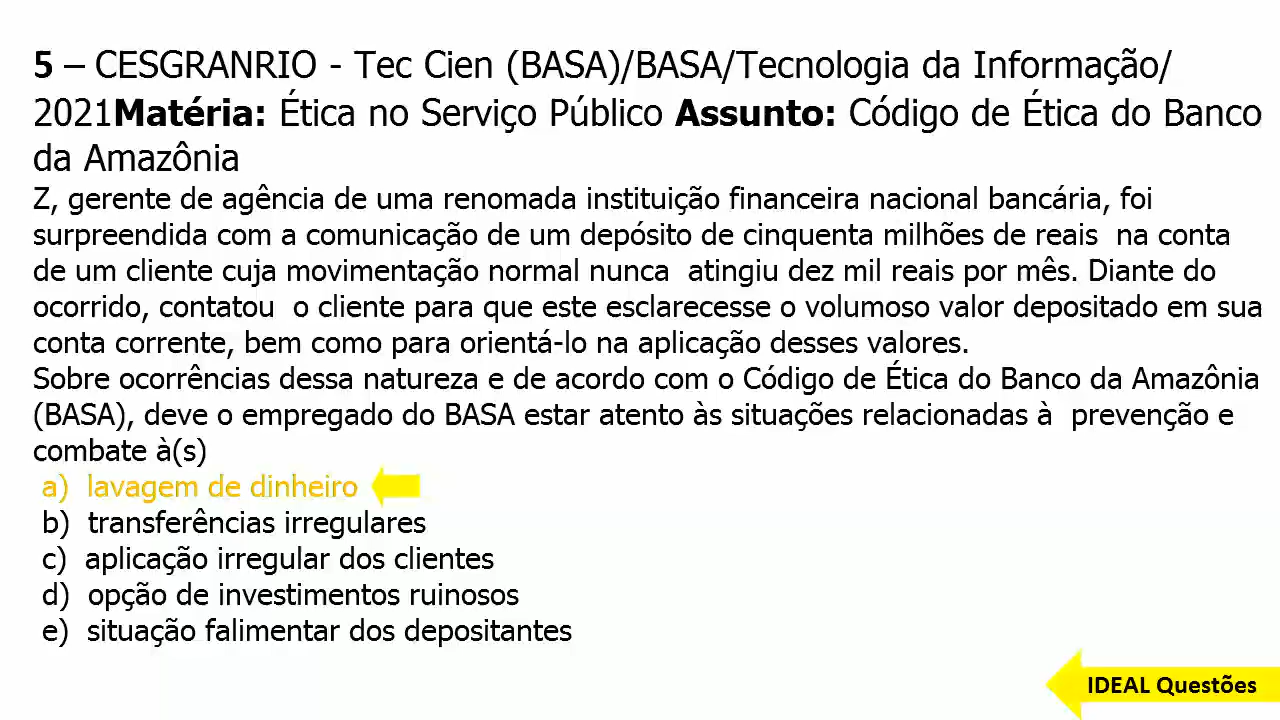 5 – CESGRANRIO - Tec Cien (BASA)/BASA/Tecnologia da Informação/
2021Matéria: Ética no Serviço Público Assunto: Código de Ética do Banco
da Amazônia
Z, gerente de agência de uma renomada instituição financeira nacional bancária, foi
surpreendida com a comunicação de um depósito de cinquenta milhões de reais  na conta
de um cliente cuja movimentação normal nunca  atingiu dez mil reais por mês. Diante do
ocorrido, contatou  o cliente para que este esclarecesse o volumoso valor depositado em sua
conta corrente, bem como para orientá-lo na aplicação desses valores.
Sobre ocorrências dessa natureza e de acordo com o Código de Ética do Banco da Amazônia
(BASA), deve o empregado do BASA estar atento às situações relacionadas à  prevenção e
combate à(s)
a)  lavagem de dinheiro
b)  transferências irregulares
c)  aplicação irregular dos clientes
d)  opção de investimentos ruinosos
e)  situação falimentar dos depositantes
IDEAL Questões